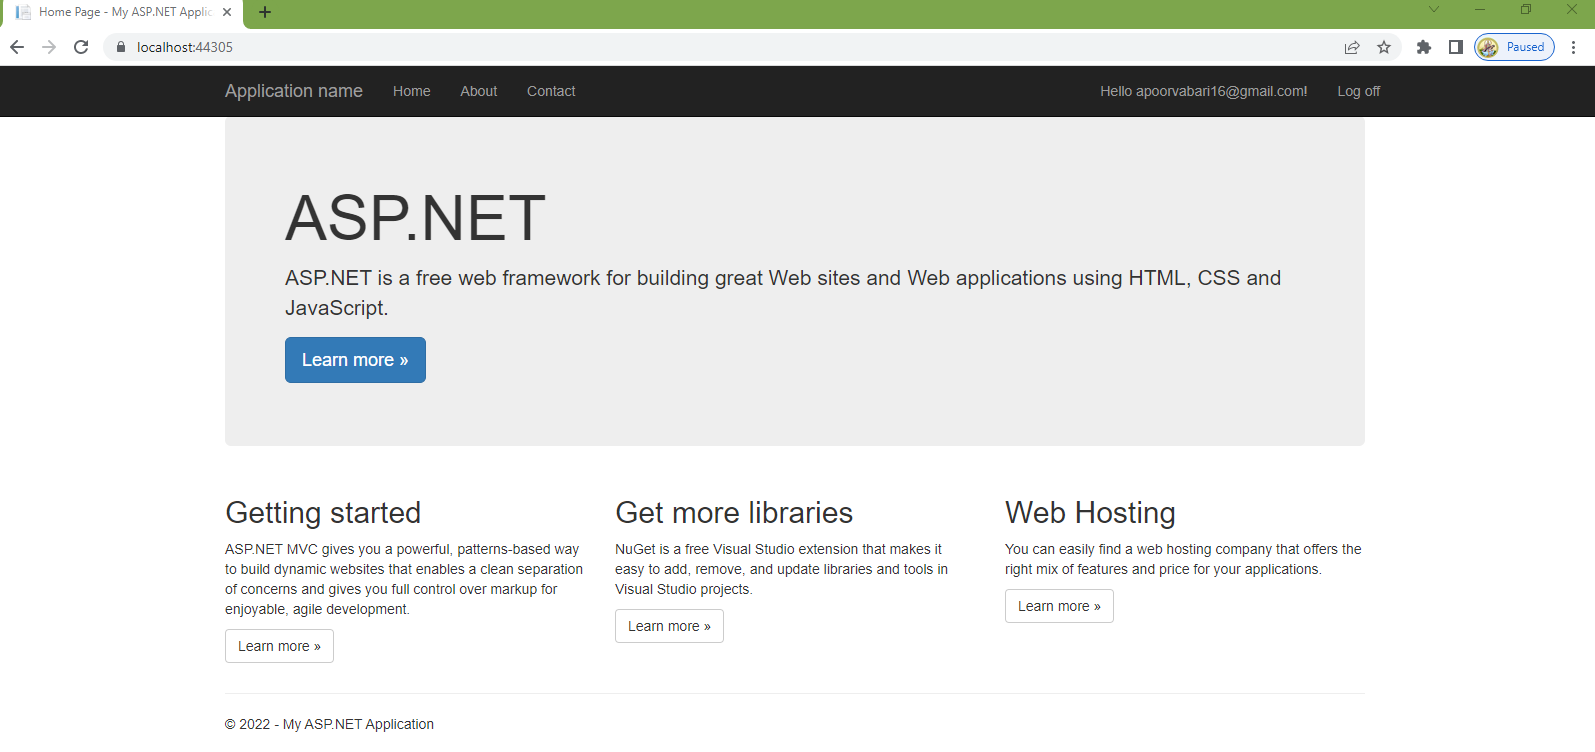 Home Page - My ASP.NET Applic
localhost:44305
Paused
Application name Home About Contact Hello apoorvabari16@gmail.com! Log off
ASP.NET
ASP.NET is a free web framework for building great Web sites and Web applications using HTML, CSS and
JavaScript.
Learn more »
Getting started
ASP.NET MVC gives you a powerful, patterns-based way
to build dynamic websites that enables a clean separation
of concerns and gives you full control over markup for
enjoyable, agile development.
Learn more »
Get more libraries
NuGet is a free Visual Studio extension that makes it
easy to add, remove, and update libraries and tools in
Visual Studio projects.
Learn more »
Web Hosting
You can easily find a web hosting company that offers the
right mix of features and price for your applications.
Learn more »
© 2022 - My ASP.NET Application